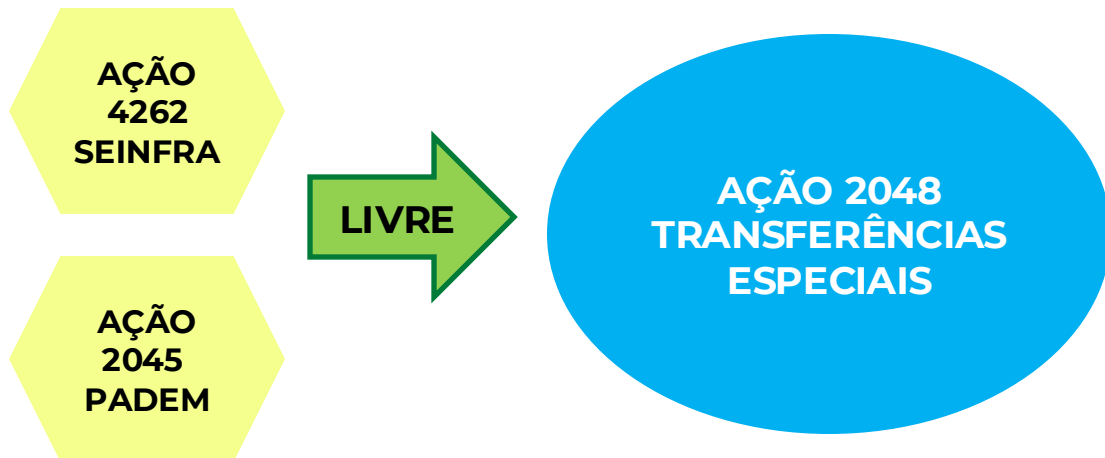 AÇÃO
4262
SEINFRA
AÇÃO
2045
PADEM
LIVRE
AÇÃO 2048
TRANSFERÊNCIAS
ESPECIAIS